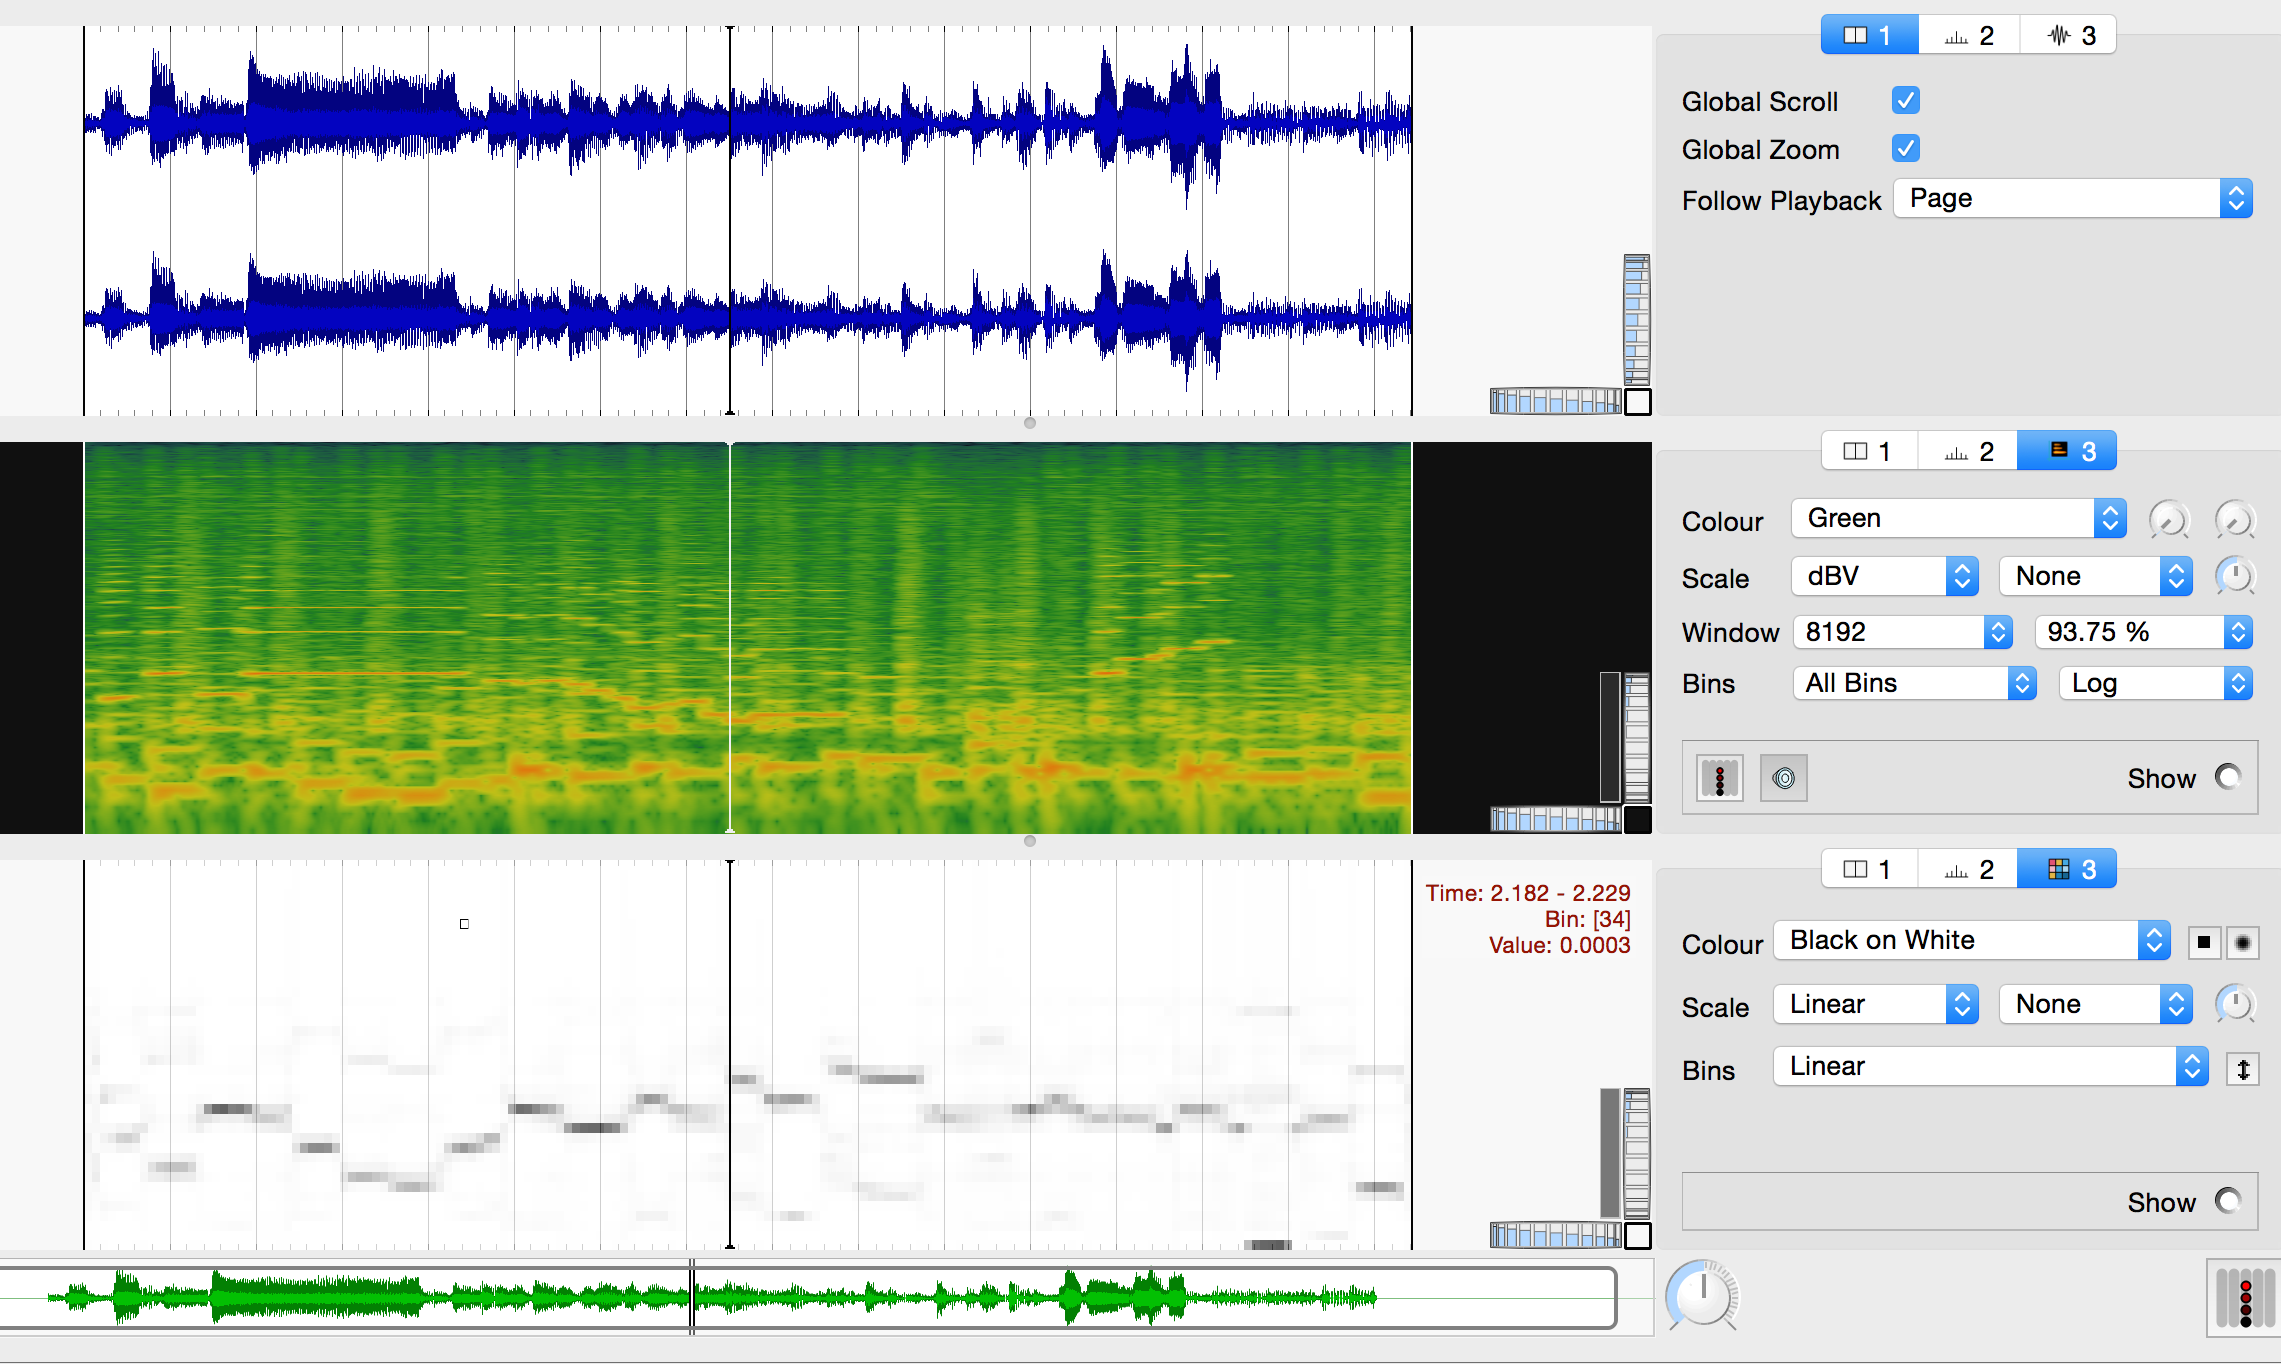 1 2 3
Global Scroll
Global Zoom
Follow Playback Page
1 2 3
Colour Green
Scale dBV None
Window 8192 93.75 %
Bins All Bins Log
Show
Time: 2.182 - 2.229
Bin: [34]
Value: 0.0003
1 2 3
Colour Black on White
Scale Linear None
Bins Linear
Show